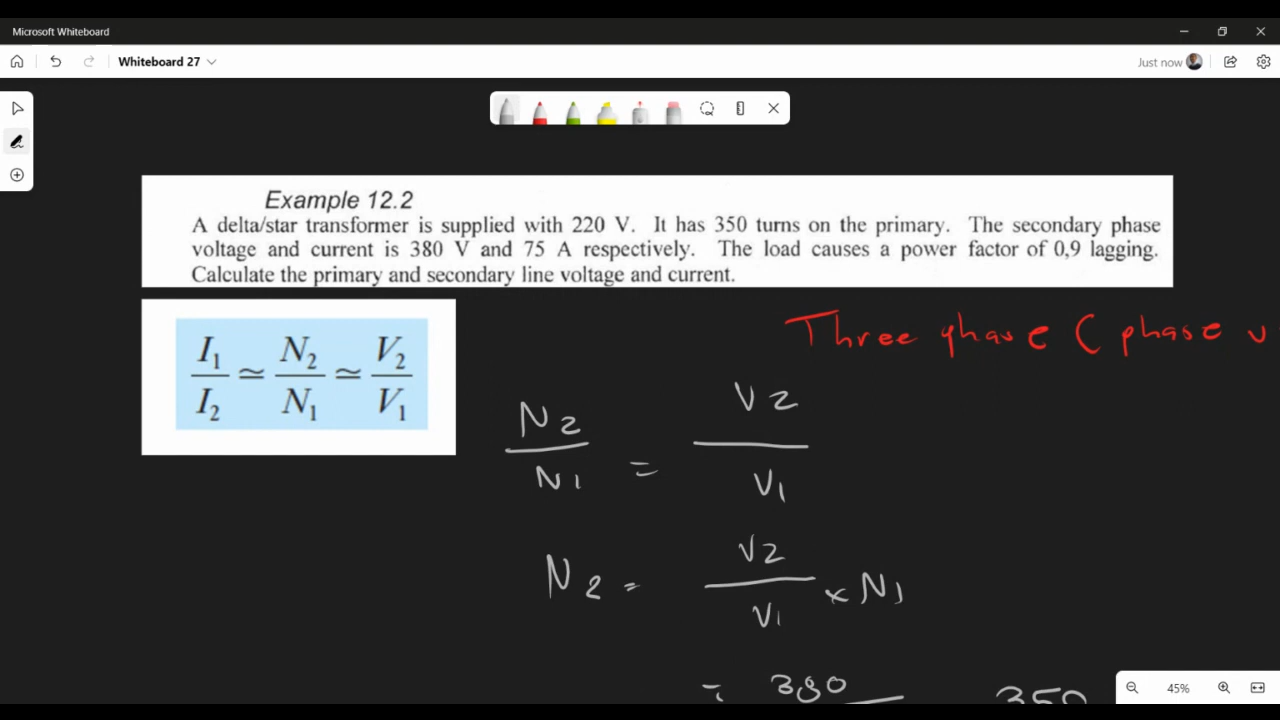 Microsoft Whiteboard
Whiteboard 27
Just now
Example 12.2
A delta/star transformer is supplied with 220 V. It has 350 turns on the primary. The secondary phase
voltage and current is 380 V and 75 A respectively. The load causes a power factor of 0,9 lagging.
Calculate the primary and secondary line voltage and current.
I₁/I₂ ≃ N₂/N₁ ≃ V₂/V₁
Three phase ( phase v
N2/N1 = V2/V1
N2 = V2/V1 × N1
= 380 350
45%